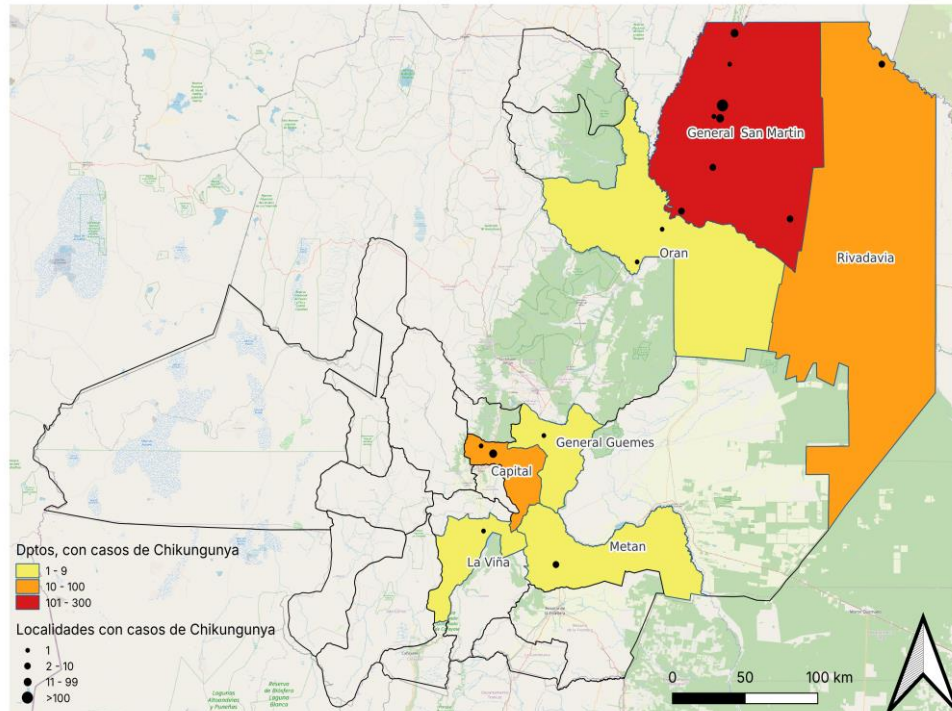 General San Martin
Rivadavia
Oran
General Guemes
Capital
Metan
La Viña
Dptos, con casos de Chikungunya
1 - 9
10 - 100
101 - 300
Localidades con casos de Chikungunya
1
2 - 10
11 - 99
>100
0 50 100 km